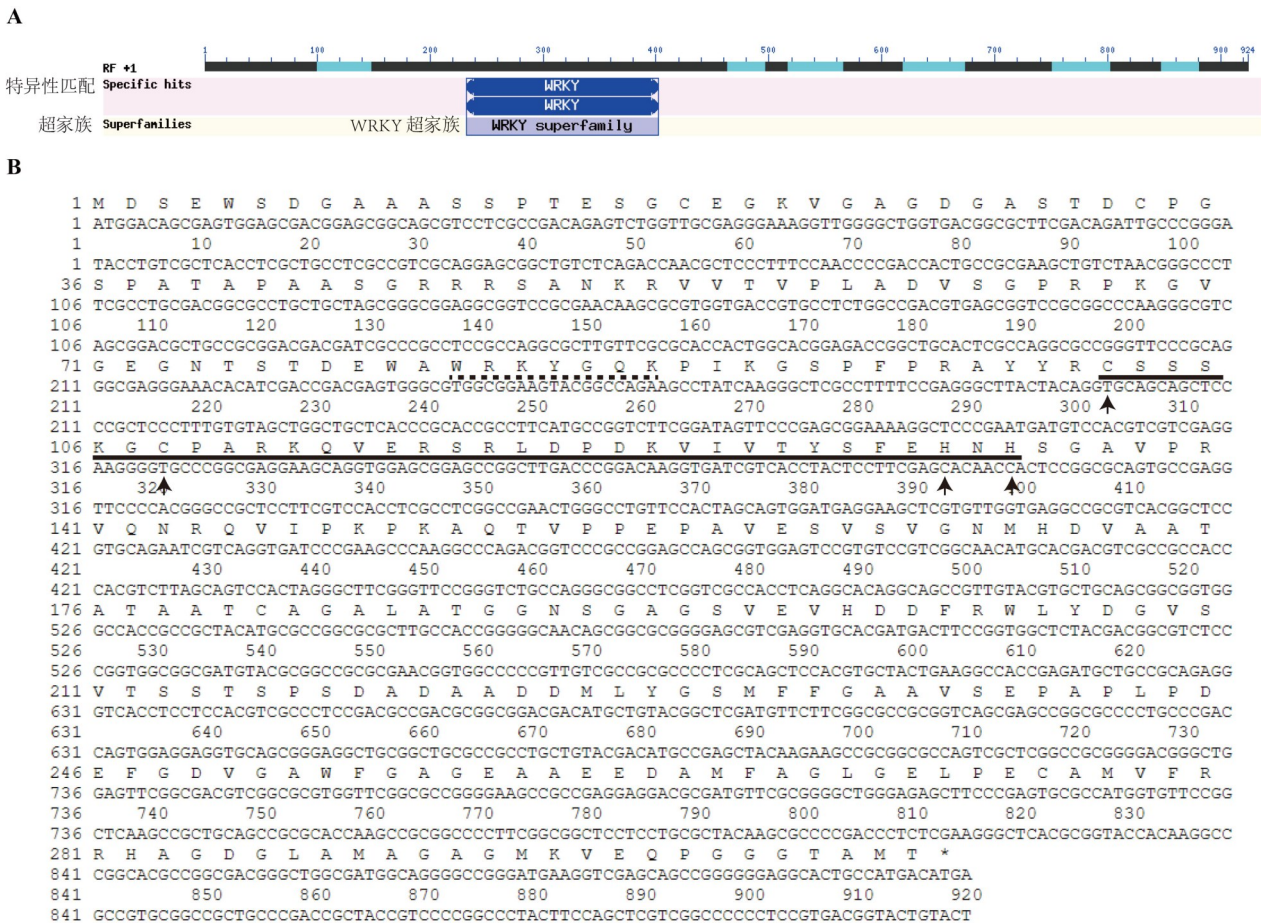 A
1 100 200 300 400 500 600 700 800 900 924
RF +1
特异性匹配 Specific hits WRKY
WRKY
超家族 Superfamilies WRKY 超家族 WRKY superfamily
B
1 M D S E W S D G A A A S S P T E S G C E G K V G A G D G A S T D C P G
1 ATGGACAGCGAGTGGAGCGACGGAGCGGCAGCGTCCTCGCCGACAGAGTCTGGTTGCGAGGGAAAGGTTGGGGCTGGTGACGGCGCTTCGACAGATTGCCCGGGA
1 10 20 30 40 50 60 70 80 90 100
1 TACCTGTCGCTCACCTCGCTGCCTCGCCGTCGCAGGAGCGGCTGTCTCAGACCAACGCTCCCTTTCCAACCCCGACCACTGCCGCGAAGCTGTCTAACGGGCCCT
36 S P A T A P A A S G R R R S A N K R V V T V P L A D V S G P R P K G V
106 TCGCCTGCGACGGCGCCTGCTGCTAGCGGGCGGAGGCGGTCCGCGAACAAGCGCGTGGTGACCGTGCCTCTGGCCGACGTGAGCGGTCCGCGGCCCAAGGGCGTC
106 110 120 130 140 150 160 170 180 190 200
106 AGCGGACGCTGCCGCGGACGACGATCGCCCGCCTCCGCCAGGCGCTTGTTCGCGCACCACTGGCACGGAGACCGGCTGCACTCGCCAGGCGCCGGGTTCCCGCAG
71 G E G N T S T D E W A W R K Y G Q K P I K G S P F P R A Y Y R C S S S
211 GGCGAGGGAAACACATCGACCGACGAGTGGGCGTGGCGGAAGTACGGCCAGAAGCCTATCAAGGGCTCGCCTTTTCCGAGGGCTTACTACAGGTGCAGCAGCTCC
211 220 230 240 250 260 270 280 290 300 310
211 CCGCTCCCTTTGTGTAGCTGGCTGCTCACCCGCACCGCCTTCATGCCGGTCTTCGGATAGTTCCCGAGCGGAAAAGGCTCCCGAATGATGTCCACGTCGTCGAGG
106 K G C P A R K Q V E R S R L D P D K V I V T Y S F E H N H S G A V P R
316 AAGGGGTGCCCGGCGAGGAAGCAGGTGGAGCGGAGCCGGCTTGACCCGGACAAGGTGATCGTCACCTACTCCTTCGAGCACAACCACTCCGGCGCAGTGCCGAGG
316 320 330 340 350 360 370 380 390 400 410
316 TTCCCCACGGGCCGCTCCTTCGTCCACCTCGCCTCGGCCGAACTGGGCCTGTTCCACTAGCAGTGGATGAGGAAGCTCGTGTTGGTGAGGCCGCGTCACGGCTCC
141 V Q N R Q V I P K P K A Q T V P P E P A V E S V S V G N M H D V A A T
421 GTGCAGAATCGTCAGGTGATCCCGAAGCCCAAGGCCCAGACGGTCCCGCCGGAGCCAGCGGTGGAGTCCGTGTCCGTCGGCAACATGCACGACGTCGCCGCCACC
421 430 440 450 460 470 480 490 500 510 520
421 CACGTCTTAGCAGTCCACTAGGGCTTCGGGTTCCGGGTCTGCCAGGGCGGCCTCGGTCGCCACCTCAGGCACAGGCAGCCGTTGTACGTGCTGCAGCGGCGGTGG
176 A T A A T C A G A L A T G G N S G A G S V E V H D D F R W L Y D G V S
526 GCCACCGCCGCTACATGCGCCGGCGCGCTTGCCACCGGGGGCAACAGCGGCGCGGGGAGCGTCGAGGTGCACGATGACTTCCGGTGGCTCTACGACGGCGTCTCC
526 530 540 550 560 570 580 590 600 610 620
526 CGGTGGCGGCGATGTACGCGGCCGCGCGAACGGTGGCCCCCGTTGTCGCCGCGCCCCTCGCAGCTCCACGTGCTACTGAAGGCCACCGAGATGCTGCCGCAGAGG
211 V T S S T S P S D A D A A D D M L Y G S M F F G A A V S E P A P L P D
631 GTCACCTCCTCCACGTCGCCCTCCGACGCCGACGCGGCGGACGACATGCTGTACGGCTCGATGTTCTTCGGCGCCGCGGTCAGCGAGCCGGCGCCCCTGCCCGAC
631 640 650 660 670 680 690 700 710 720 730
631 CAGTGGAGGAGGTGCAGCGGGAGGCTGCGGCTGCGCCGCCTGCTGTACGACATGCCGAGCTACAAGAAGCCGCGGCGCCAGTCGCTCGGCCGCGGGGACGGGCTG
246 E F G D V G A W F G A G E A A E E D A M F A G L G E L P E C A M V F R
736 GAGTTCGGCGACGTCGGCGCGTGGTTCGGCGCCGGGGAAGCCGCCGAGGAGGACGCGATGTTCGCGGGGCTGGGAGAGCTTCCCGAGTGCGCCATGGTGTTCCGG
736 740 750 760 770 780 790 800 810 820 830
736 CTCAAGCCGCTGCAGCCGCGCACCAAGCCGCGGCCCCTTCGGCGGCTCCTCCTGCGCTACAAGCGCCCCGACCCTCTCGAAGGGCTCACGCGGTACCACAAGGCC
281 R H A G D G L A M A G A G M K V E Q P G G G T A M T *
841 CGGCACGCCGGCGACGGGCTGGCGATGGCAGGGGCCGGGATGAAGGTCGAGCAGCCGGGGGGAGGCACTGCCATGACATGA
841 850 860 870 880 890 900 910 920
841 GCCGTGCGGCCGCTGCCCGACCGCTACCGTCCCCGGCCCTACTTCCAGCTCGTCGGCCCCCCTCCGTGACGGTACTGTACT